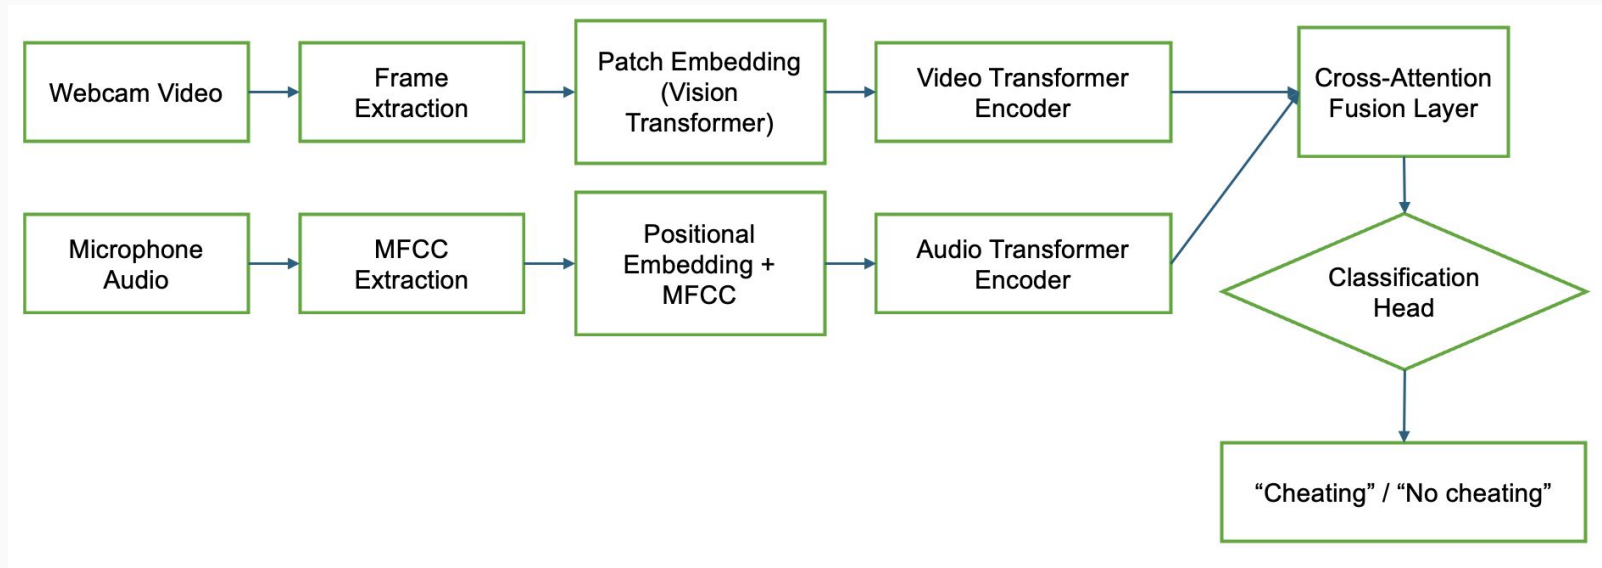 Webcam Video
Frame
Extraction
Patch Embedding
(Vision
Transformer)
Video Transformer
Encoder
Cross-Attention
Fusion Layer
Microphone
Audio
MFCC
Extraction
Positional
Embedding +
MFCC
Audio Transformer
Encoder
Classification
Head
“Cheating” / “No cheating”